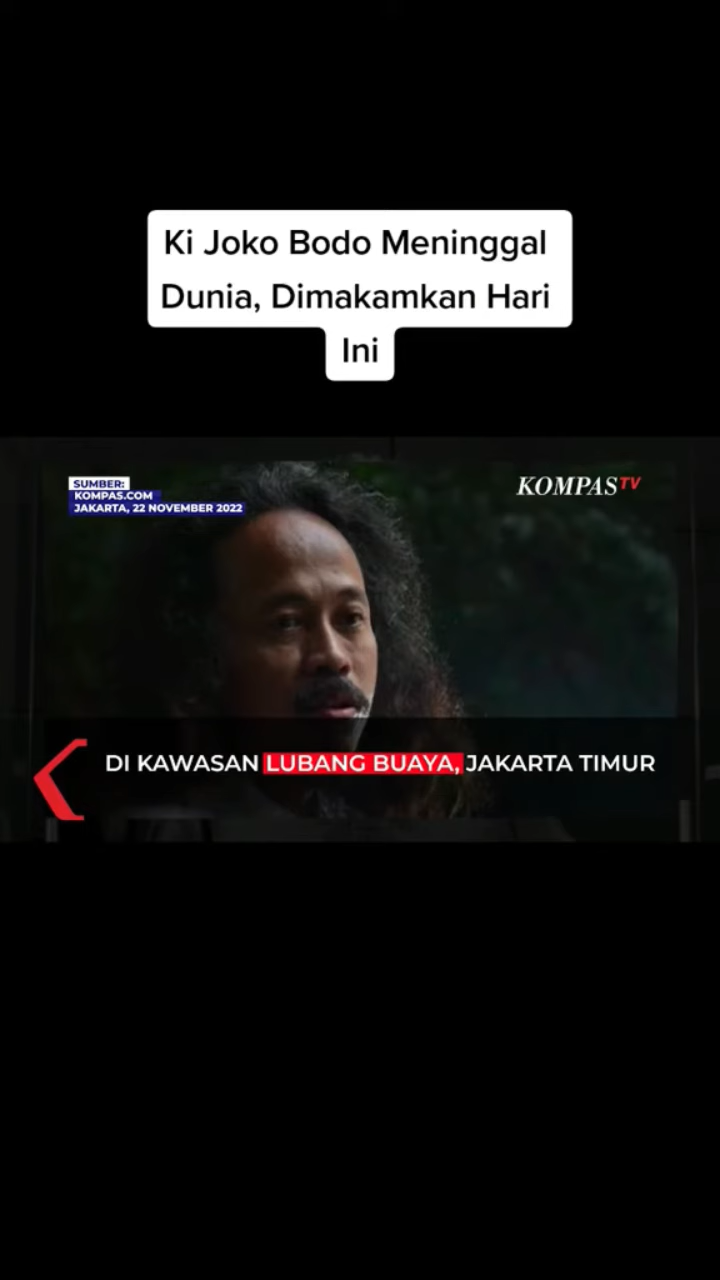 Ki Joko Bodo Meninggal
Dunia, Dimakamkan Hari
Ini
SUMBER:
KOMPAS.COM
JAKARTA, 22 NOVEMBER 2022
KOMPASTV
DI KAWASAN LUBANG BUAYA, JAKARTA TIMUR